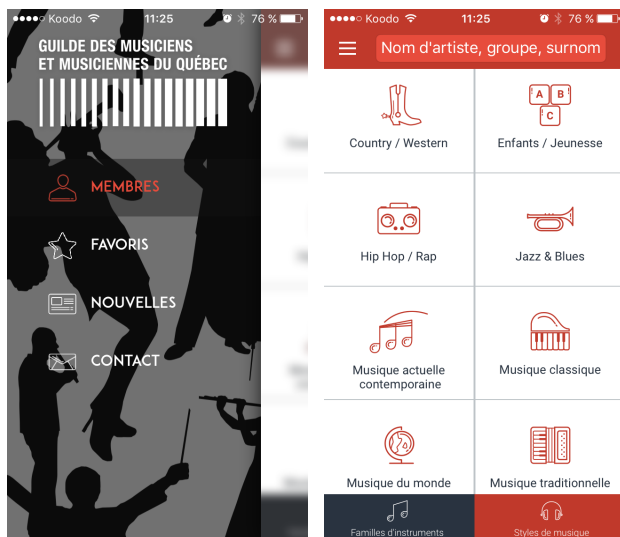 Koodo 11:25 76 %
GUILDE DES MUSICIENS
ET MUSICIENNES DU QUÉBEC
MEMBRES
FAVORIS
NOUVELLES
CONTACT
Koodo 11:25 76 %
Nom d'artiste, groupe, surnom
A B
C
Country / Western Enfants / Jeunesse
Hip Hop / Rap Jazz & Blues
Musique actuelle
contemporaine
Musique classique
Musique du monde Musique traditionnelle
Familles d'instruments Styles de musique